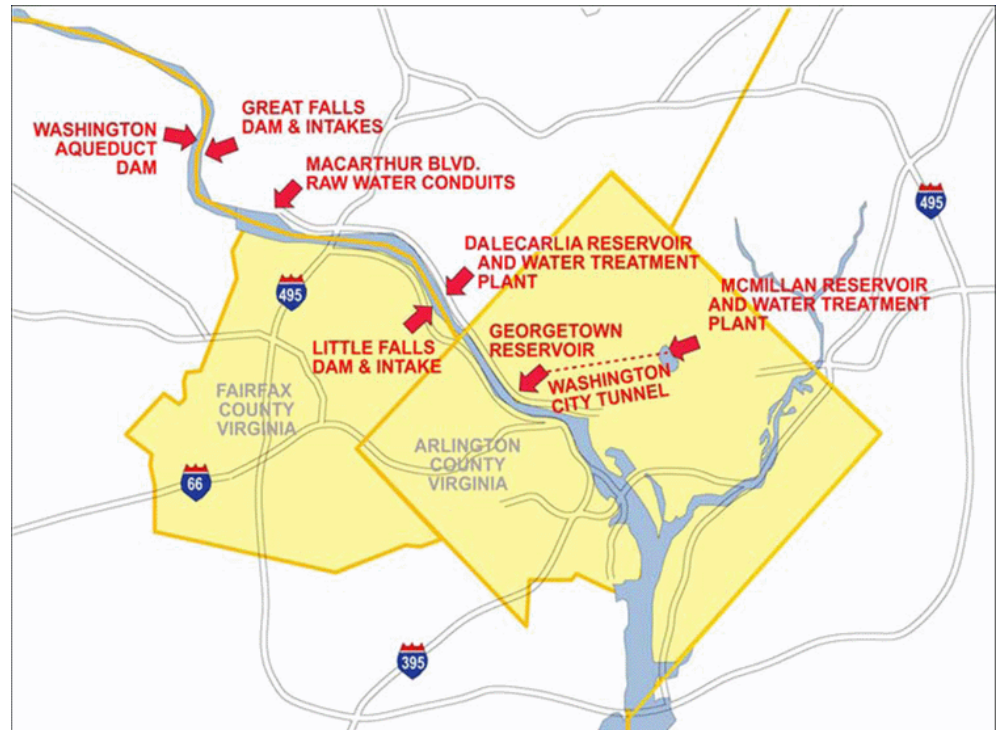 GREAT FALLS
DAM & INTAKES
WASHINGTON
AQUEDUCT
DAM
MACARTHUR BLVD.
RAW WATER CONDUITS
495
DALECARLIA RESERVOIR
AND WATER TREATMENT
PLANT
MCMILLAN RESERVOIR
AND WATER TREATMENT
PLANT
495
GEORGETOWN
RESERVOIR
LITTLE FALLS
DAM & INTAKE
WASHINGTON
CITY TUNNEL
FAIRFAX
COUNTY
VIRGINIA
ARLINGTON
COUNTY
VIRGINIA
66
395